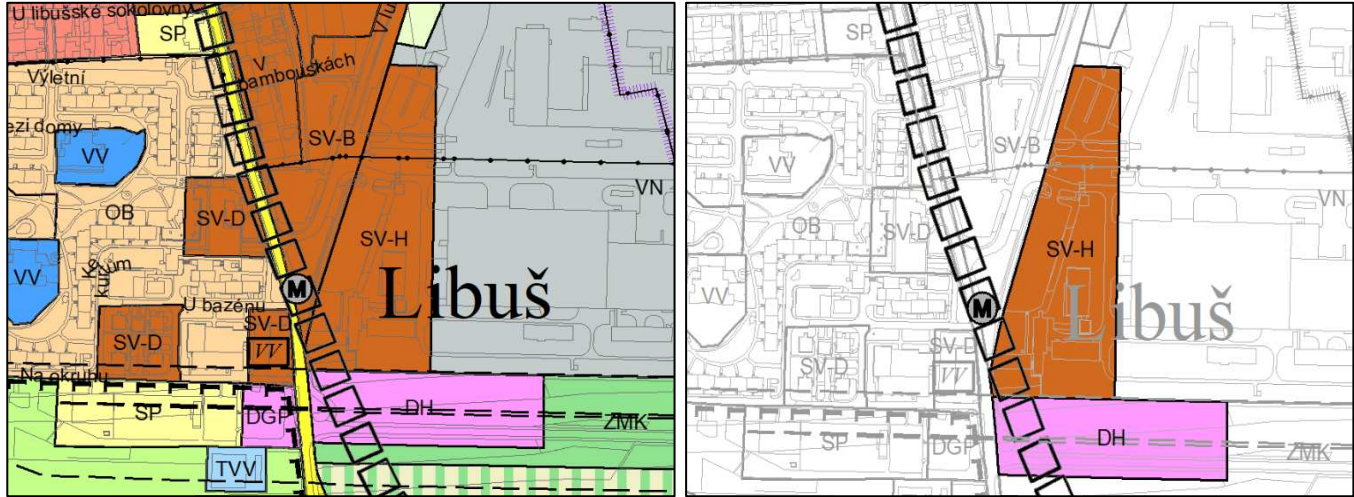 U libušské sokolovny
SP
V lu
V
bambouskách
Výletní
ezi domy
VV
SV-B
VN
OB
SV-D
SV-H
VV
Ke
kurům
M
Libuš
U bazénu
SV-D
SV-D
VV
Na okruhu
SP
DGP
DH
ZMK
TVV
SP
SV-B
VV
VN
OB
SV-D
SV-H
VV
M
Libuš
SV-D
SV-D
VV
DH
SP
DGP
ZMK
TVV